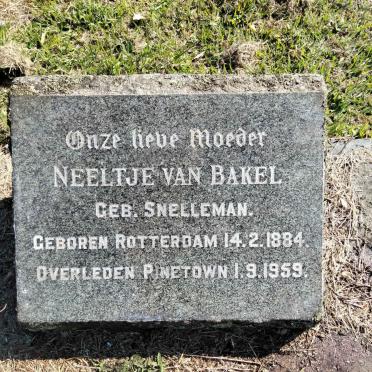 Onze lieve Moeder
NEELTJE VAN BAKEL
GEB. SNELLEMAN.
GEBOREN ROTTERDAM 14.2.1884.
OVERLEDEN PINETOWN 1.9.1959.